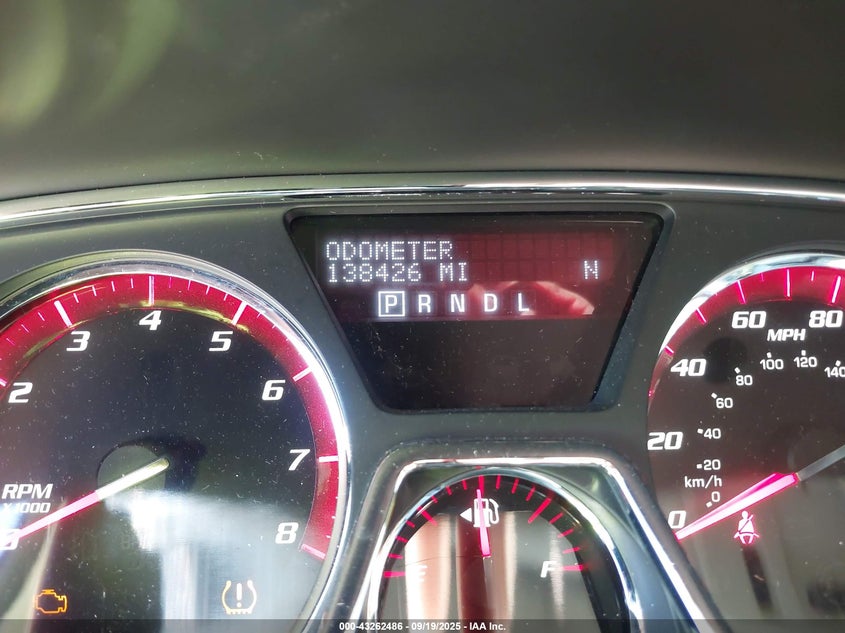 ODOMETER
138426 MI N
P R N D L
2 3 4 5 6 7 8
RPM
X1000
0
E F
0 20 40 60 80
MPH
0 20 40 60 80 100 120 140
km/h
000-43262486 - 09/19/2025 - IAA Inc.